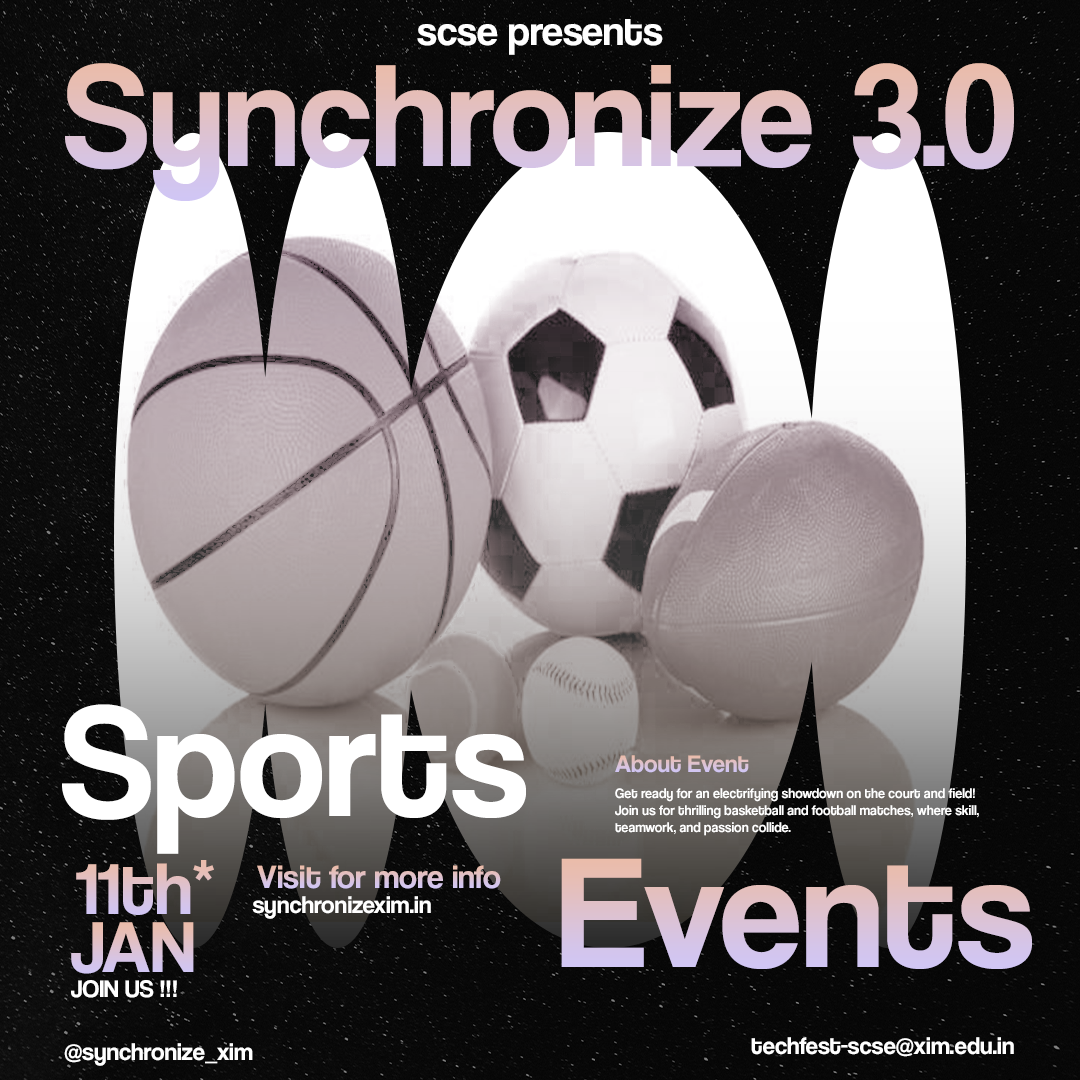 scse presents
Synchronize 3.0
Sports
About Event
Get ready for an electrifying showdown on the court and field!
Join us for thrilling basketball and football matches, where skill,
teamwork, and passion collide.
11th*
JAN
JOIN US !!!
Visit for more info
synchronizexim.in
Events
@synchronize_xim
techfest-scse@xim.edu.in